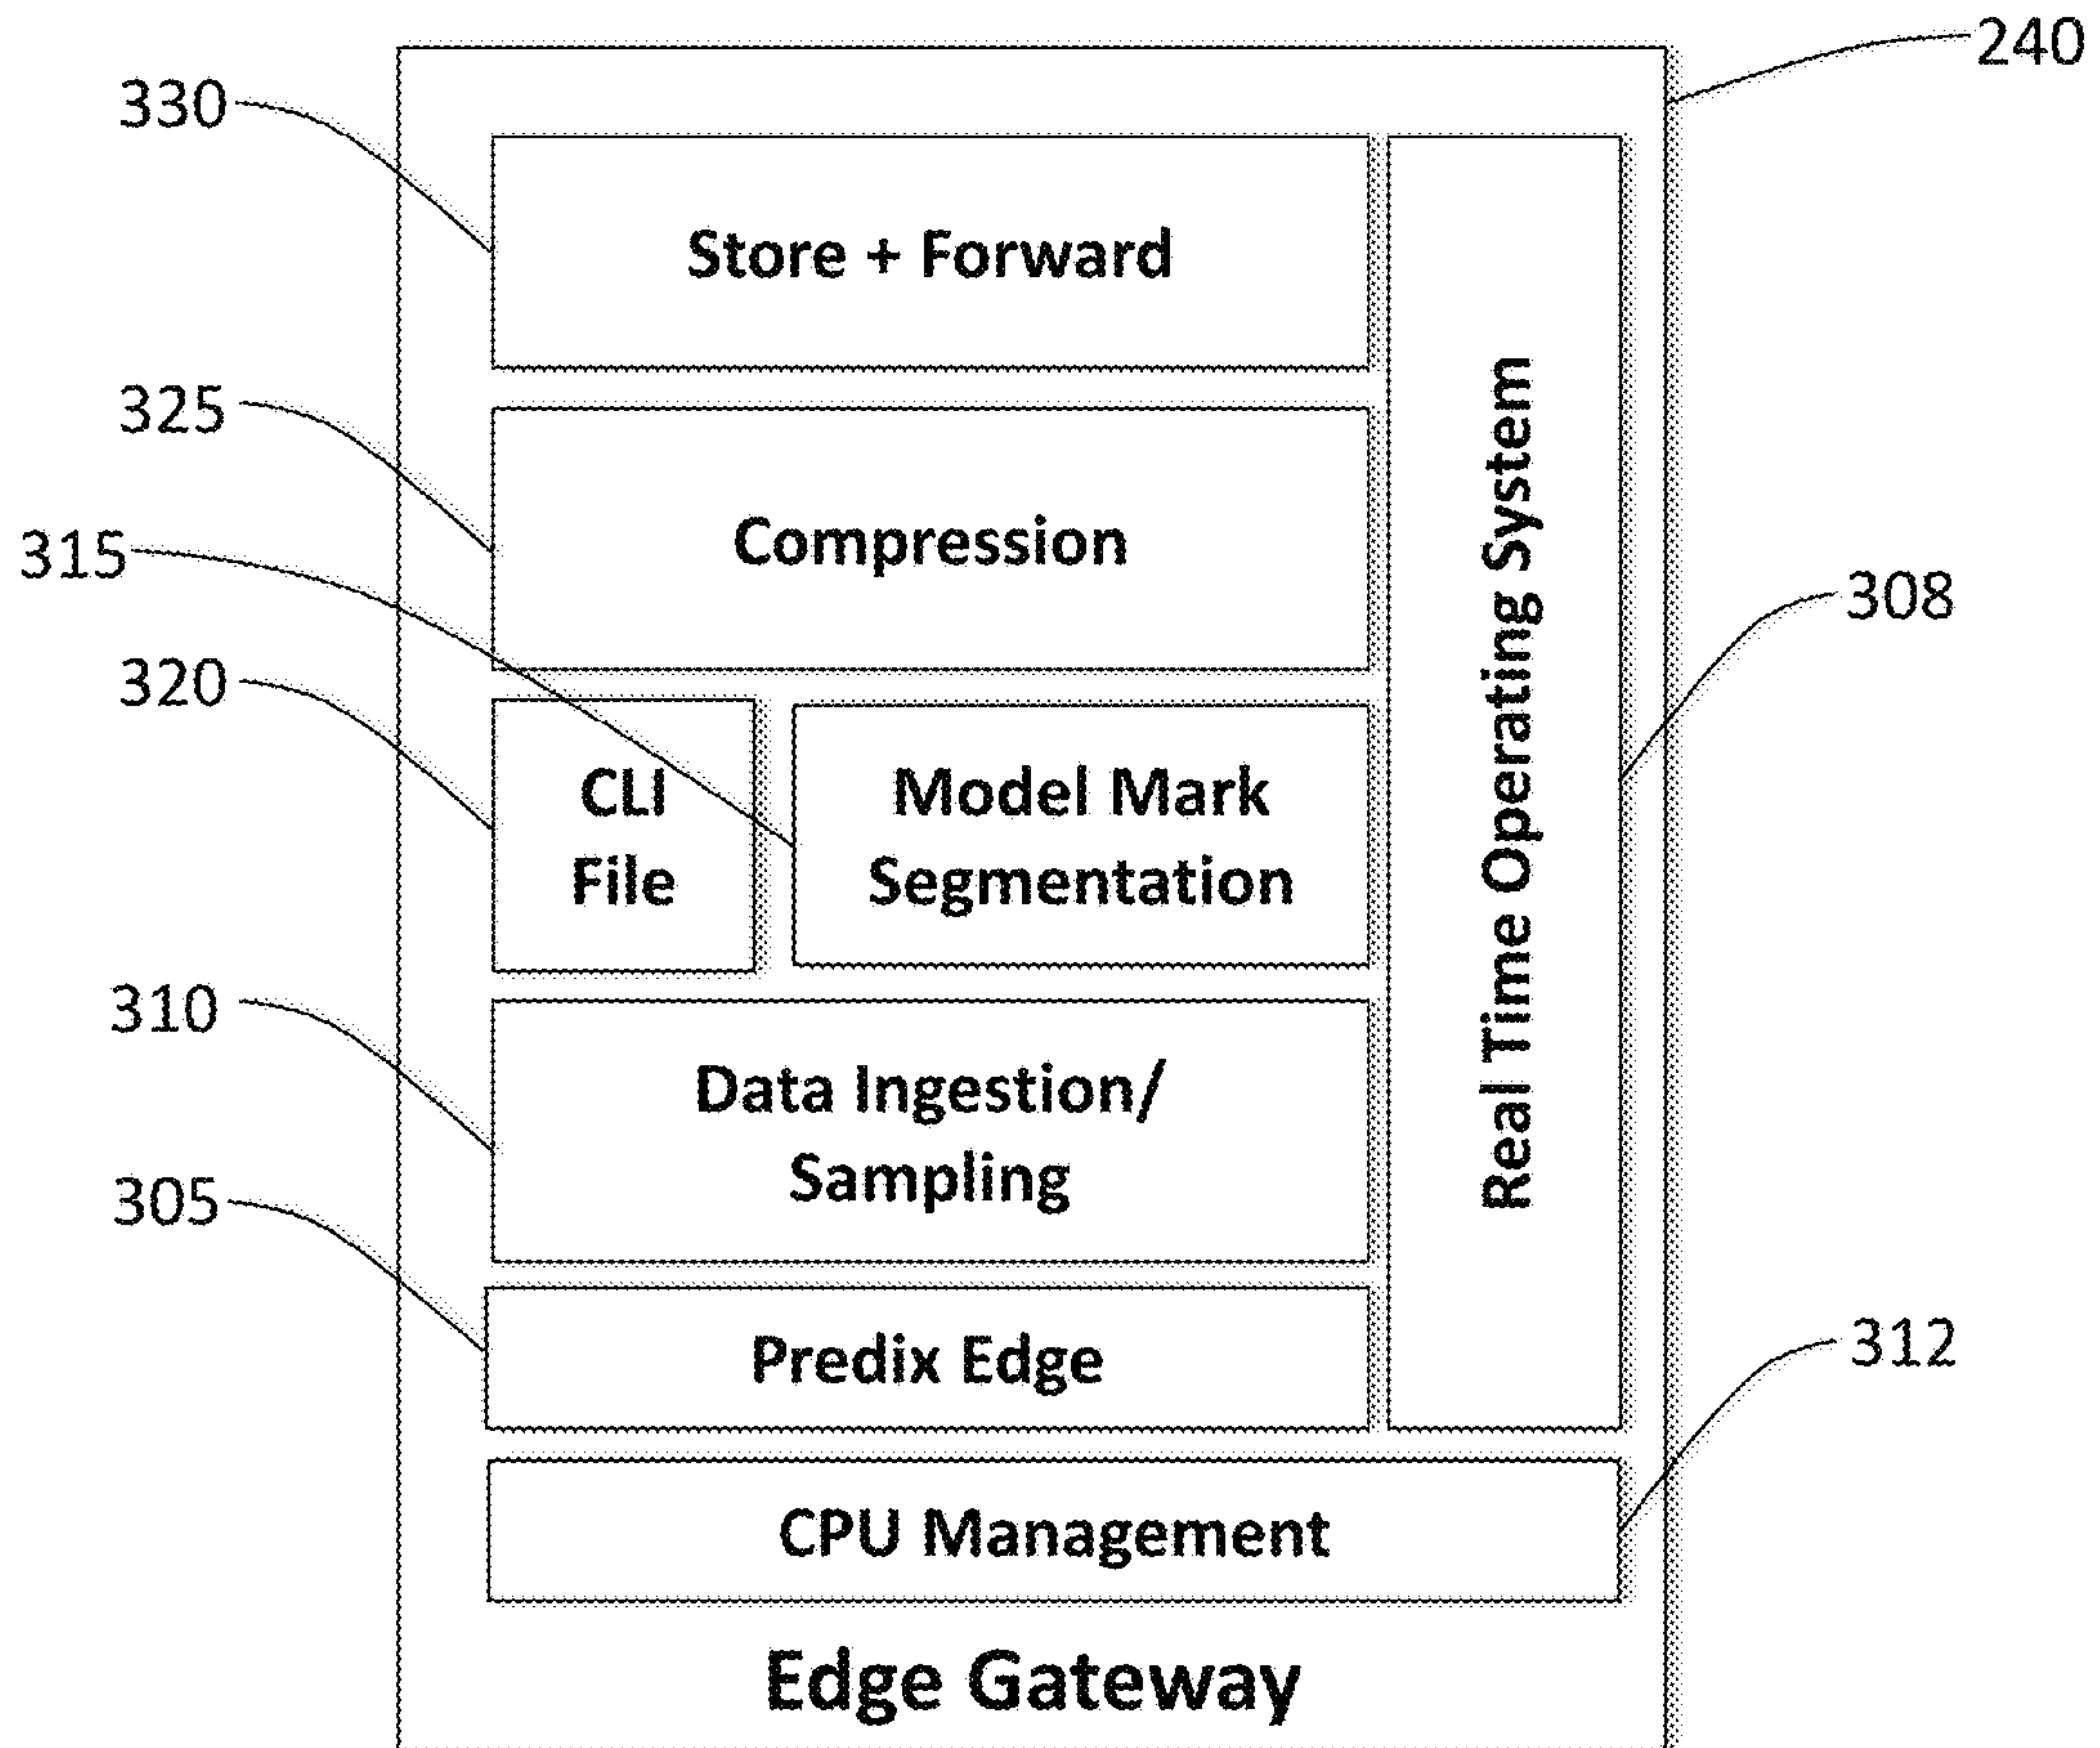 240
330
Store + Forward
325
Compression
315
308
320
CLI
File
Model Mark
Segmentation
Real Time Operating System
310
Data Ingestion/
Sampling
305
Predix Edge
312
CPU Management
Edge Gateway